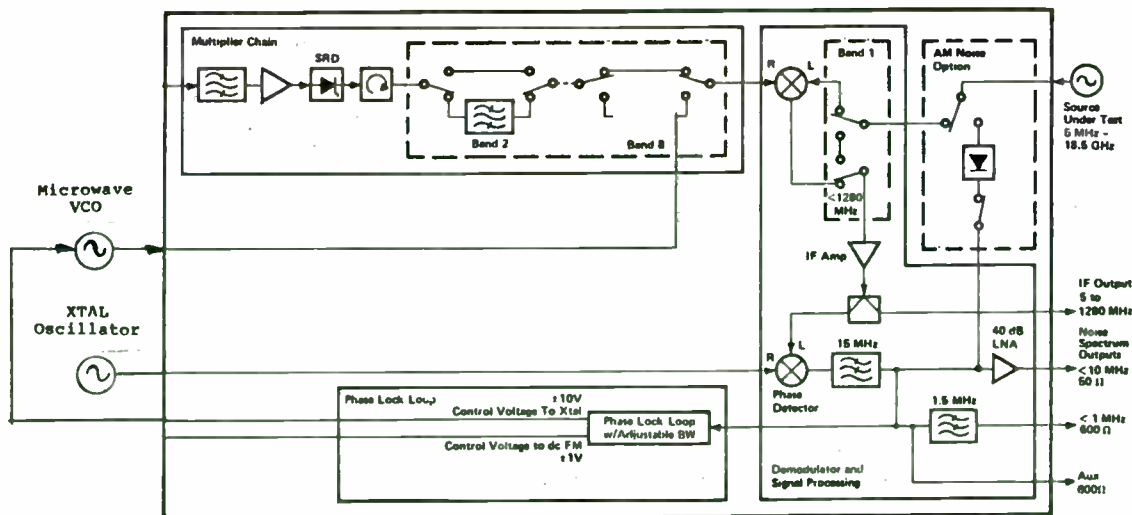 Multiplier Chain
SRD
Band 2
Band 8
R
L
Band 1
<1280
MHz
AM Noise
Option
Source
Under Test
5 MHz –
18.5 GHz
Microwave
VCO
XTAL
Oscillator
IF Amp
IF Output
5 to
1280 MHz
R
L
Phase
Detector
15 MHz
40 dB
LNA
Noise
Spectrum
Outputs
<10 MHz
50 Ω
1.5 MHz
< 1 MHz
600 Ω
Aux
600Ω
Phase Lock Loop
±10V
Control Voltage To Xtal
Phase Lock Loop
w/Adjustable BW
Control Voltage to dc FM
±1V
Demodulator and
Signal Processing